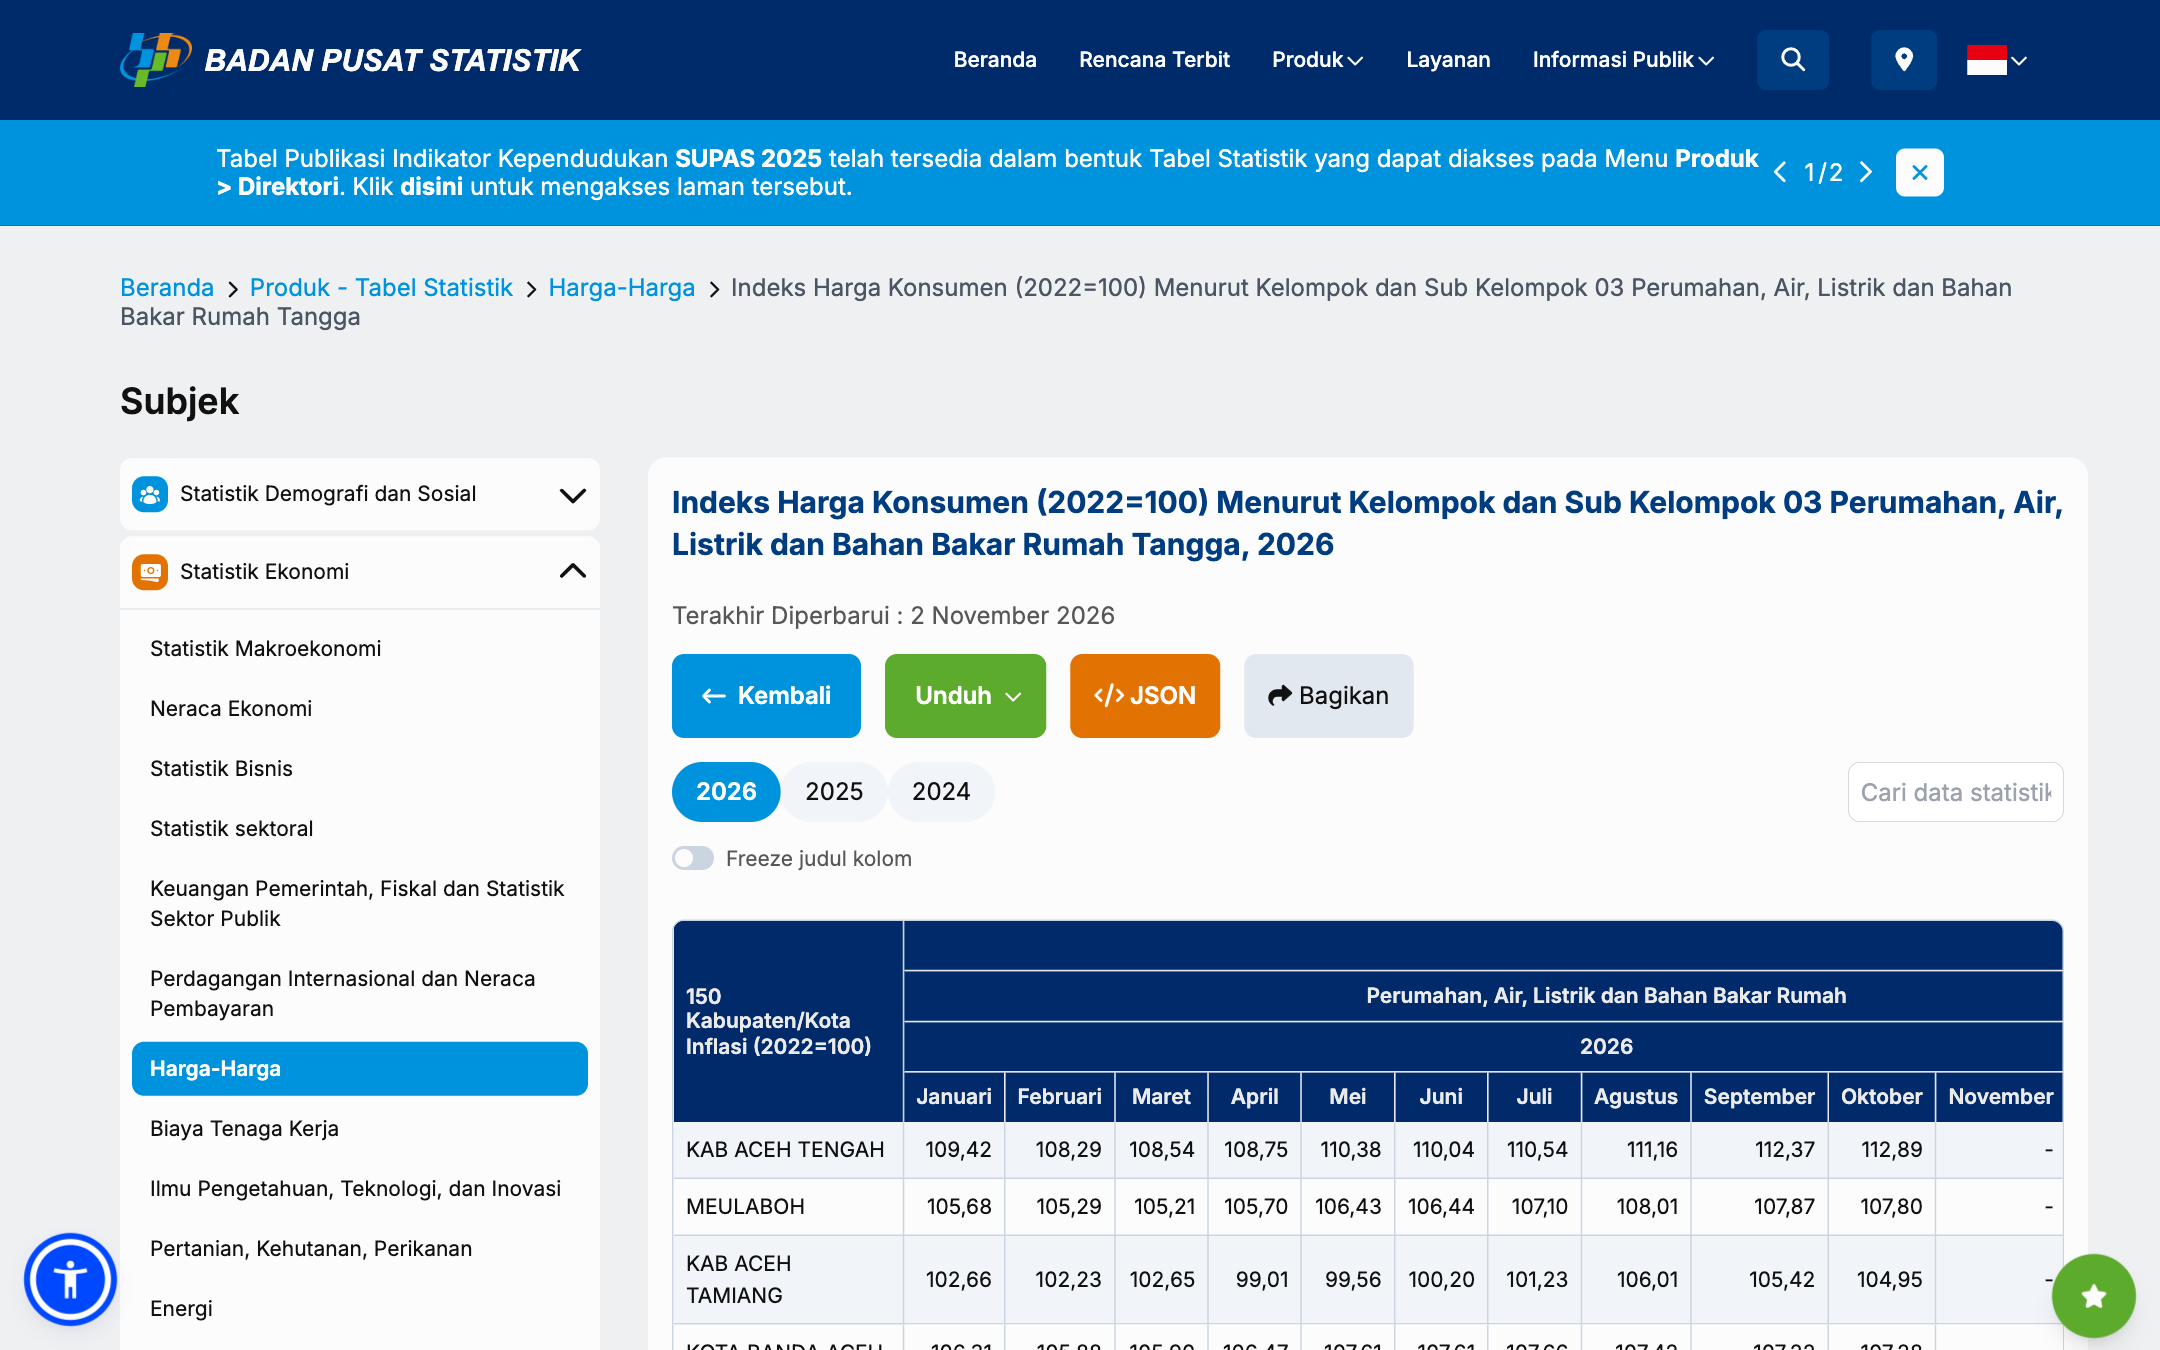 BADAN PUSAT STATISTIK
Beranda
Rencana Terbit
Produk
Layanan
Informasi Publik
Tabel Publikasi Indikator Kependudukan SUPAS 2025 telah tersedia dalam bentuk Tabel Statistik yang dapat diakses pada Menu Produk
> Direktori. Klik disini untuk mengakses laman tersebut.
1/2
Beranda > Produk - Tabel Statistik > Harga-Harga > Indeks Harga Konsumen (2022=100) Menurut Kelompok dan Sub Kelompok 03 Perumahan, Air, Listrik dan Bahan
Bakar Rumah Tangga
Subjek
Statistik Demografi dan Sosial
Statistik Ekonomi
Statistik Makroekonomi
Neraca Ekonomi
Statistik Bisnis
Statistik sektoral
Keuangan Pemerintah, Fiskal dan Statistik
Sektor Publik
Perdagangan Internasional dan Neraca
Pembayaran
Harga-Harga
Biaya Tenaga Kerja
Ilmu Pengetahuan, Teknologi, dan Inovasi
Pertanian, Kehutanan, Perikanan
Energi
Indeks Harga Konsumen (2022=100) Menurut Kelompok dan Sub Kelompok 03 Perumahan, Air,
Listrik dan Bahan Bakar Rumah Tangga, 2026
Terakhir Diperbarui : 2 November 2026
Kembali
Unduh
</> JSON
Bagikan
2026
2025
2024
Cari data statistik
Freeze judul kolom
150
Kabupaten/Kota
Inflasi (2022=100)
Perumahan, Air, Listrik dan Bahan Bakar Rumah
2026
Januari Februari Maret April Mei Juni Juli Agustus September Oktober November
KAB ACEH TENGAH 109,42 108,29 108,54 108,75 110,38 110,04 110,54 111,16 112,37 112,89 -
MEULABOH 105,68 105,29 105,21 105,70 106,43 106,44 107,10 108,01 107,87 107,80 -
KAB ACEH
TAMIANG 102,66 102,23 102,65 99,01 99,56 100,20 101,23 106,01 105,42 104,95 -
KOTA BANDA ACEH